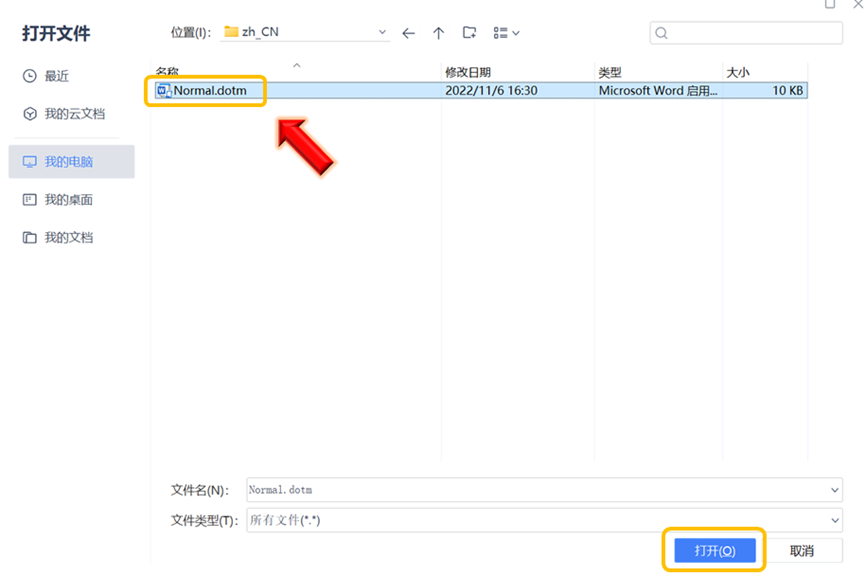 打开文件
位置(I): zh_CN
最近
我的云文档
我的电脑
我的桌面
我的文档
名称 修改日期 类型 大小
Normal.dotm 2022/11/6 16:30 Microsoft Word 启用... 10 KB
文件名(N): Normal.dotm
文件类型(T): 所有文件(*.*)
打开(O) 取消